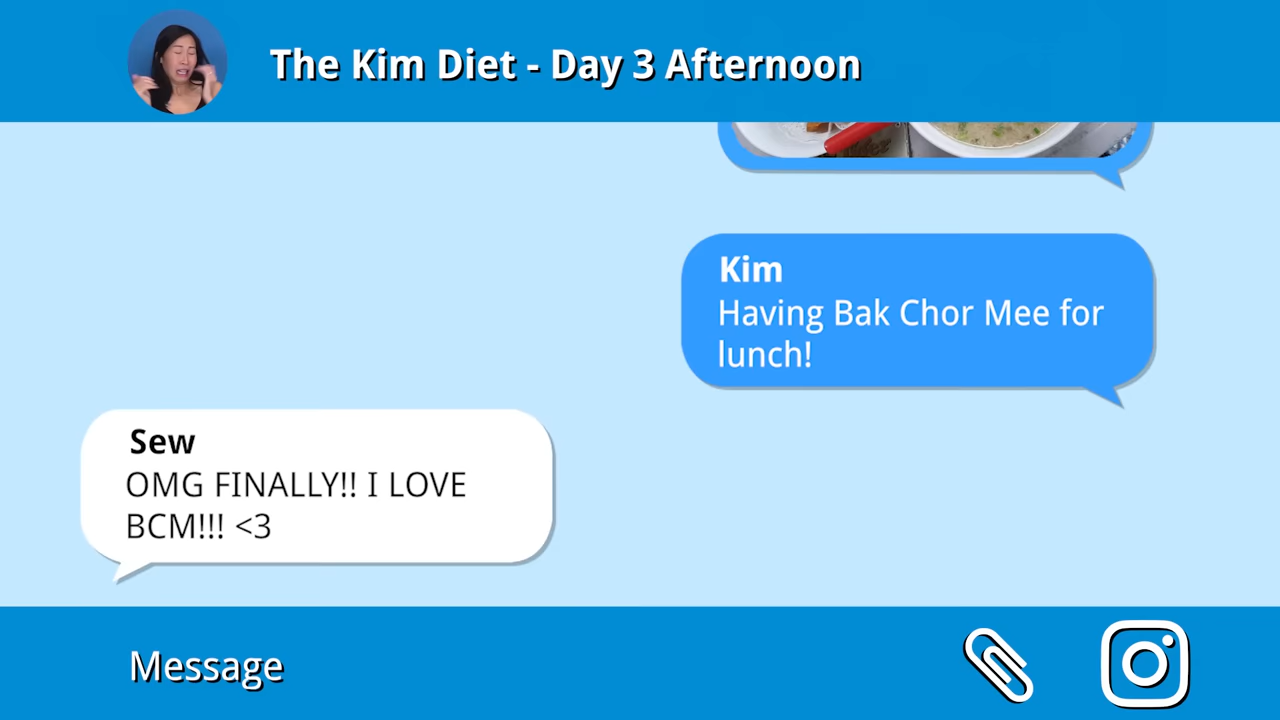 The Kim Diet - Day 3 Afternoon
Kim
Having Bak Chor Mee for
lunch!
Sew
OMG FINALLY!! I LOVE
BCM!!! <3
Message